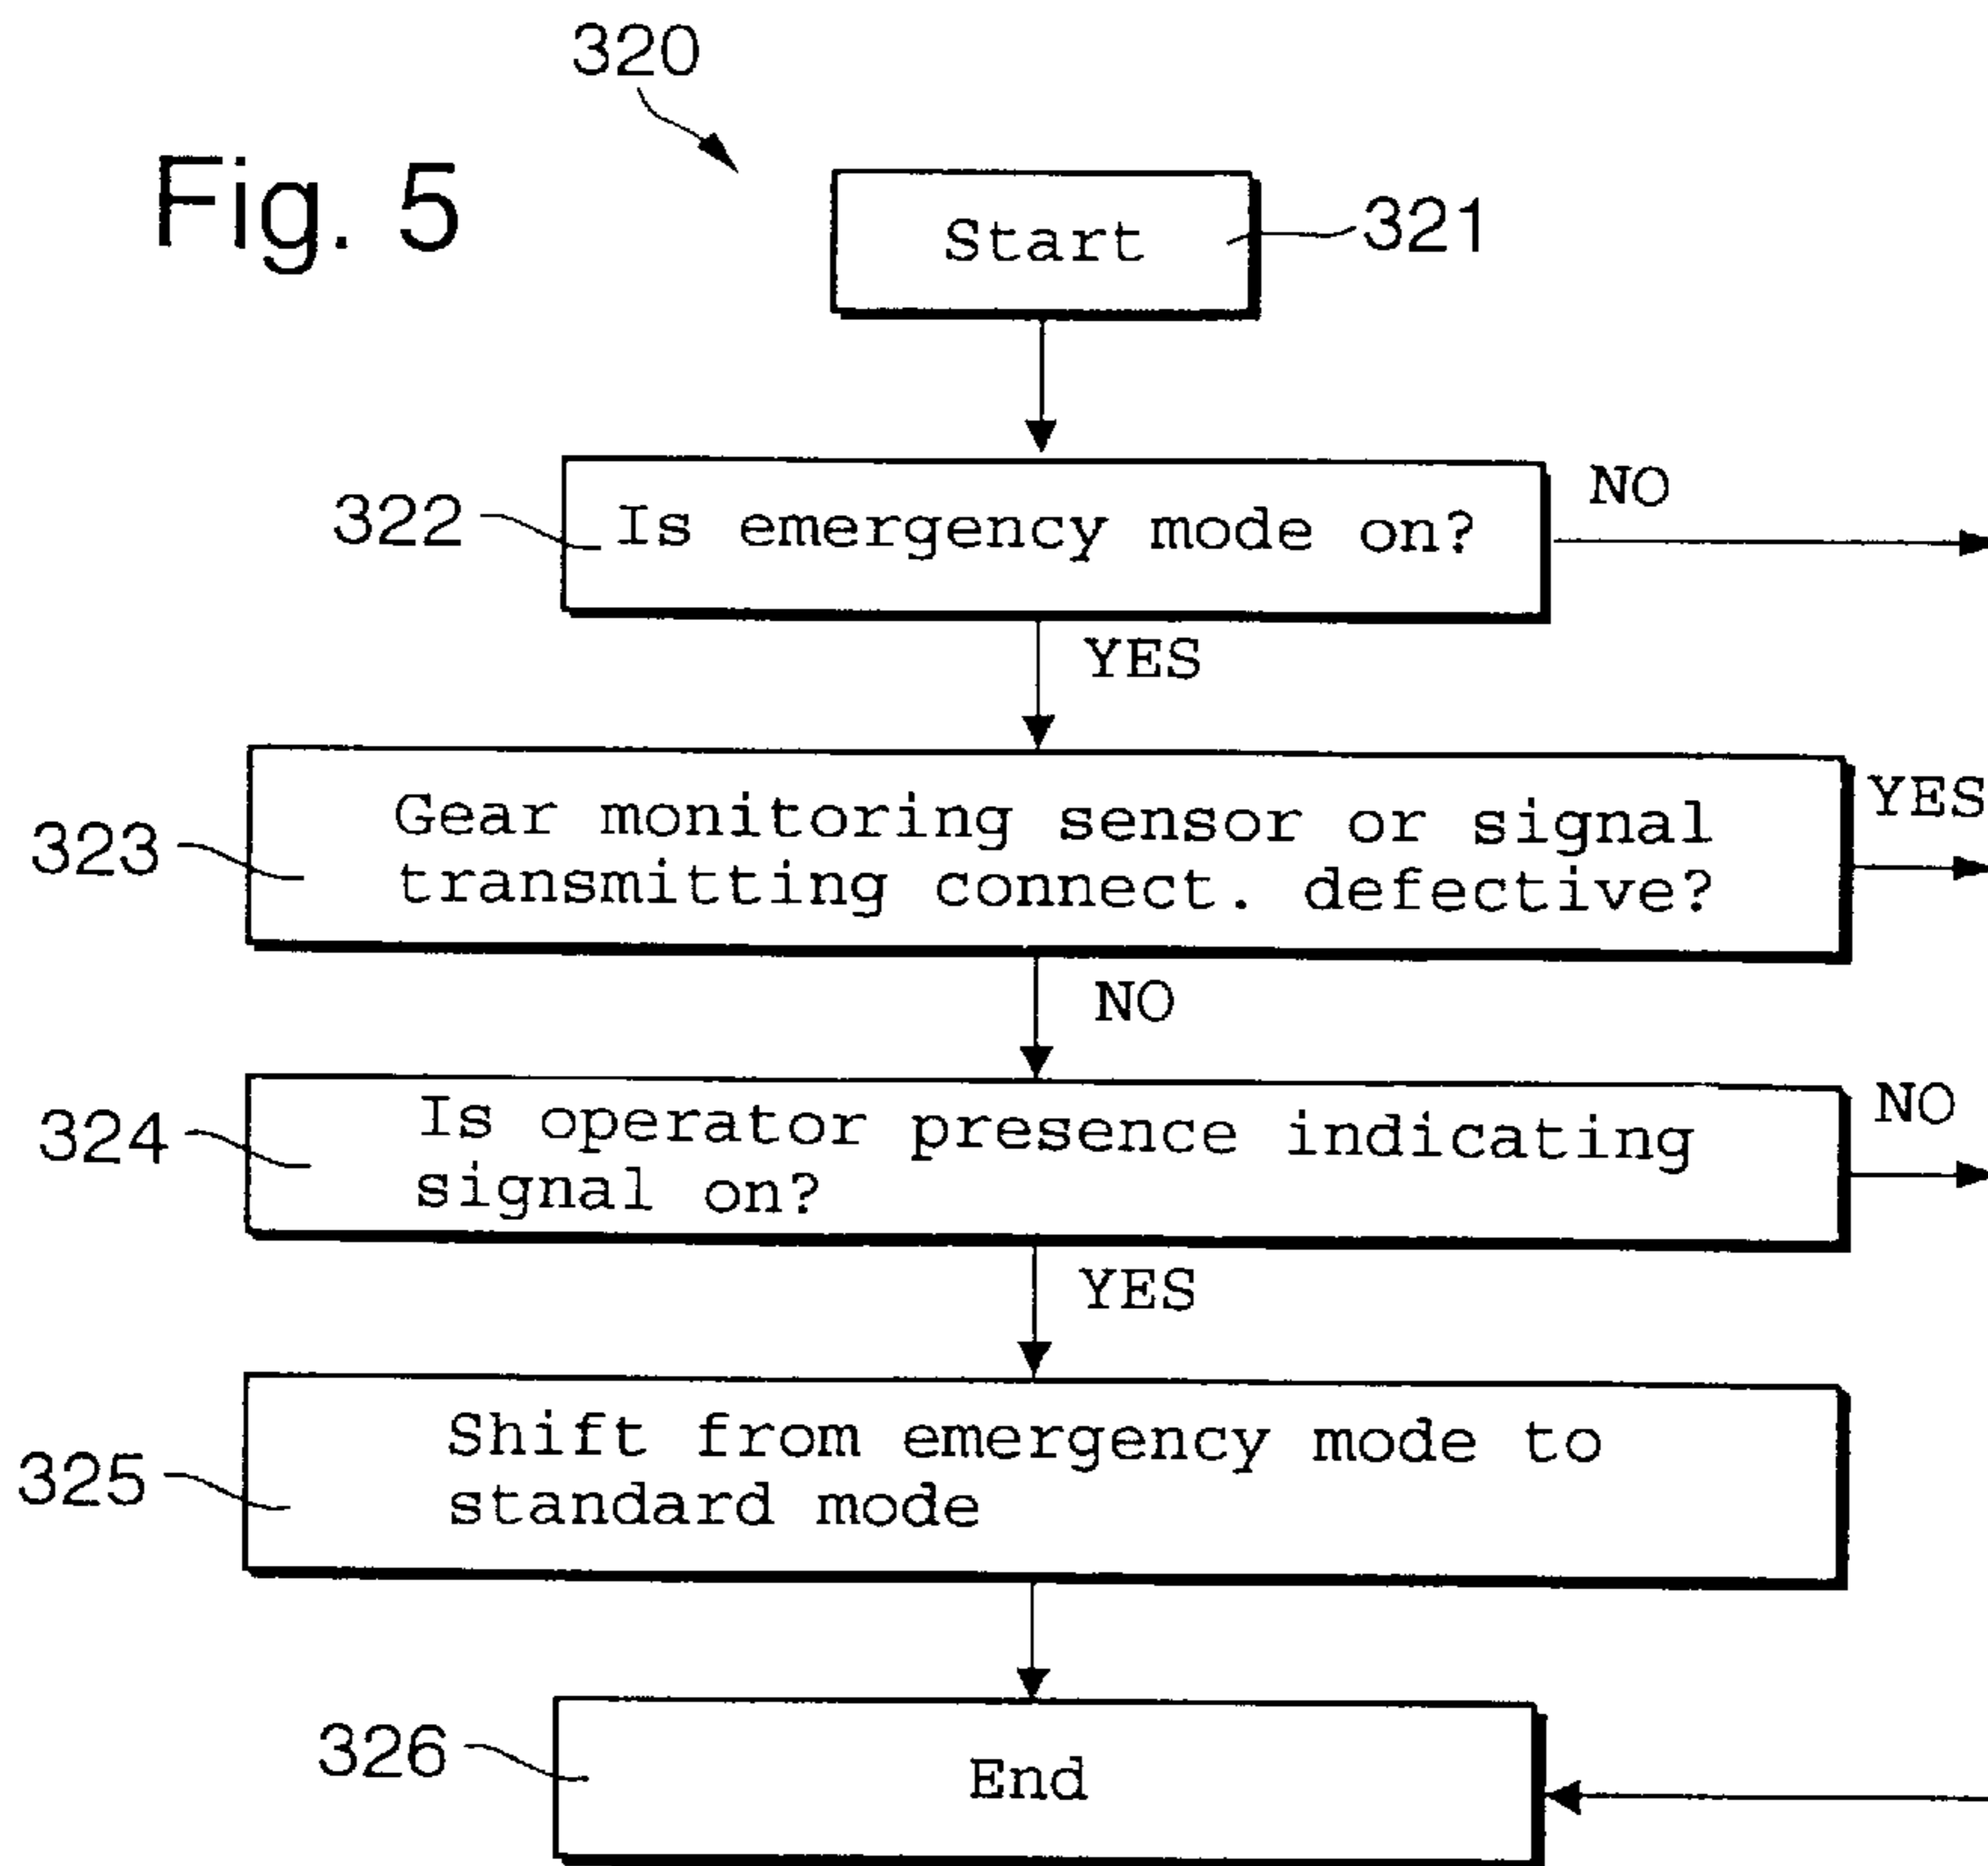 320
Fig. 5
Start
321
322
Is emergency mode on?
NO
YES
323
Gear monitoring sensor or signal
transmitting connect. defective?
YES
NO
324
Is operator presence indicating
signal on?
NO
YES
325
Shift from emergency mode to
standard mode
326
End